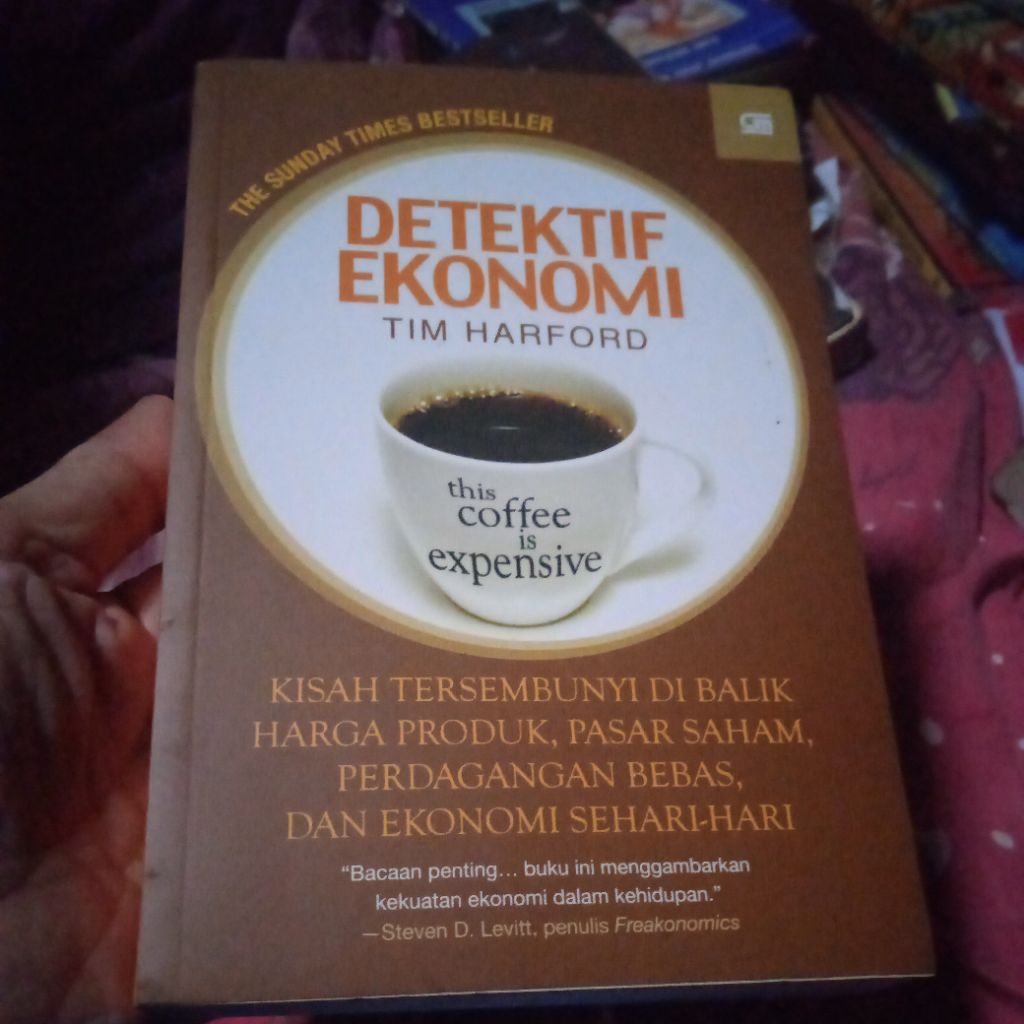 THE SUNDAY TIMES BESTSELLER
DETEKTIF
EKONOMI
TIM HARFORD
this
coffee
is
expensive
KISAH TERSEMBUNYI DI BALIK
HARGA PRODUK, PASAR SAHAM,
PERDAGANGAN BEBAS,
DAN EKONOMI SEHARI-HARI
“Bacaan penting... buku ini menggambarkan
kekuatan ekonomi dalam kehidupan.”
—Steven D. Levitt, penulis Freakonomics